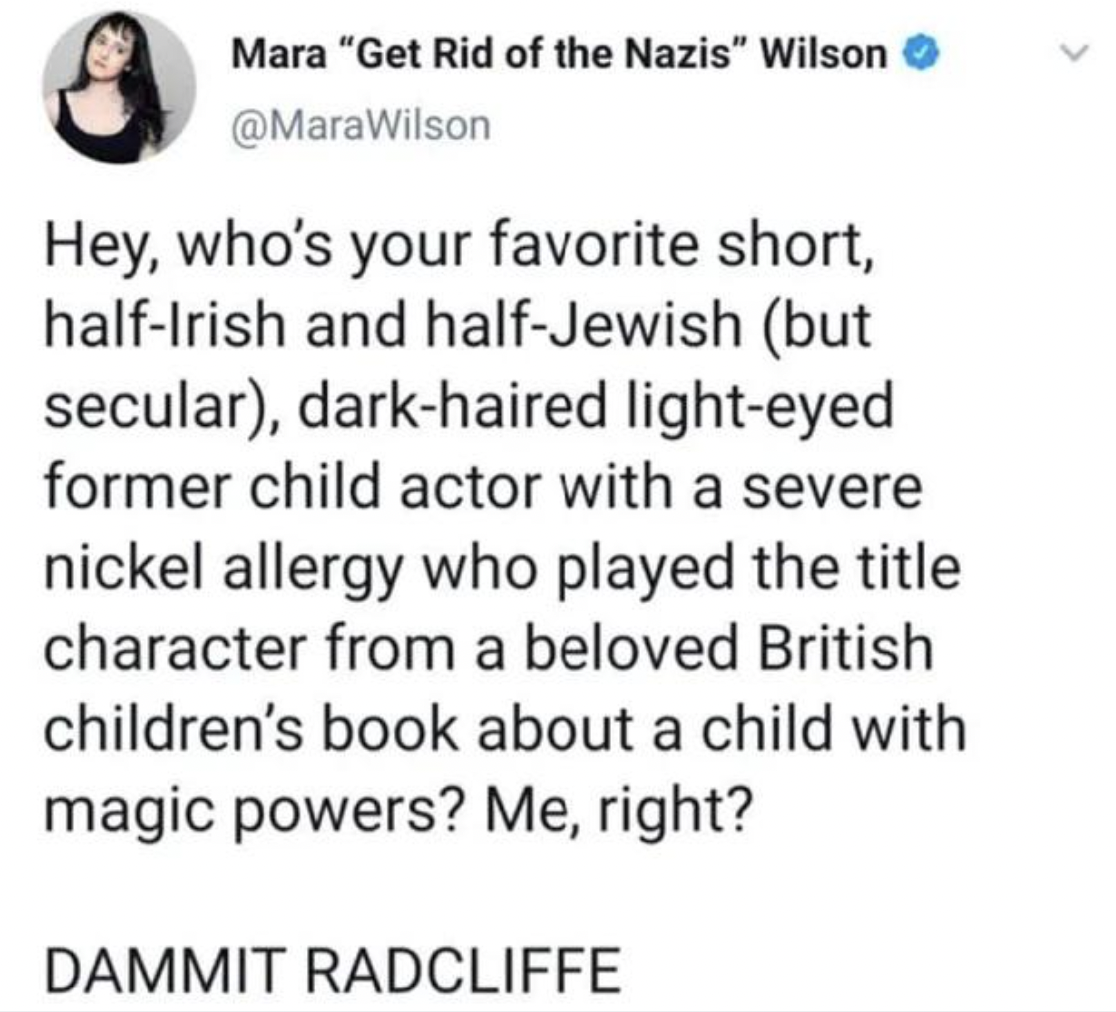 Mara “Get Rid of the Nazis” Wilson
@MaraWilson
Hey, who's your favorite short,
half-Irish and half-Jewish (but
secular), dark-haired light-eyed
former child actor with a severe
nickel allergy who played the title
character from a beloved British
children's book about a child with
magic powers? Me, right?
DAMMIT RADCLIFFE